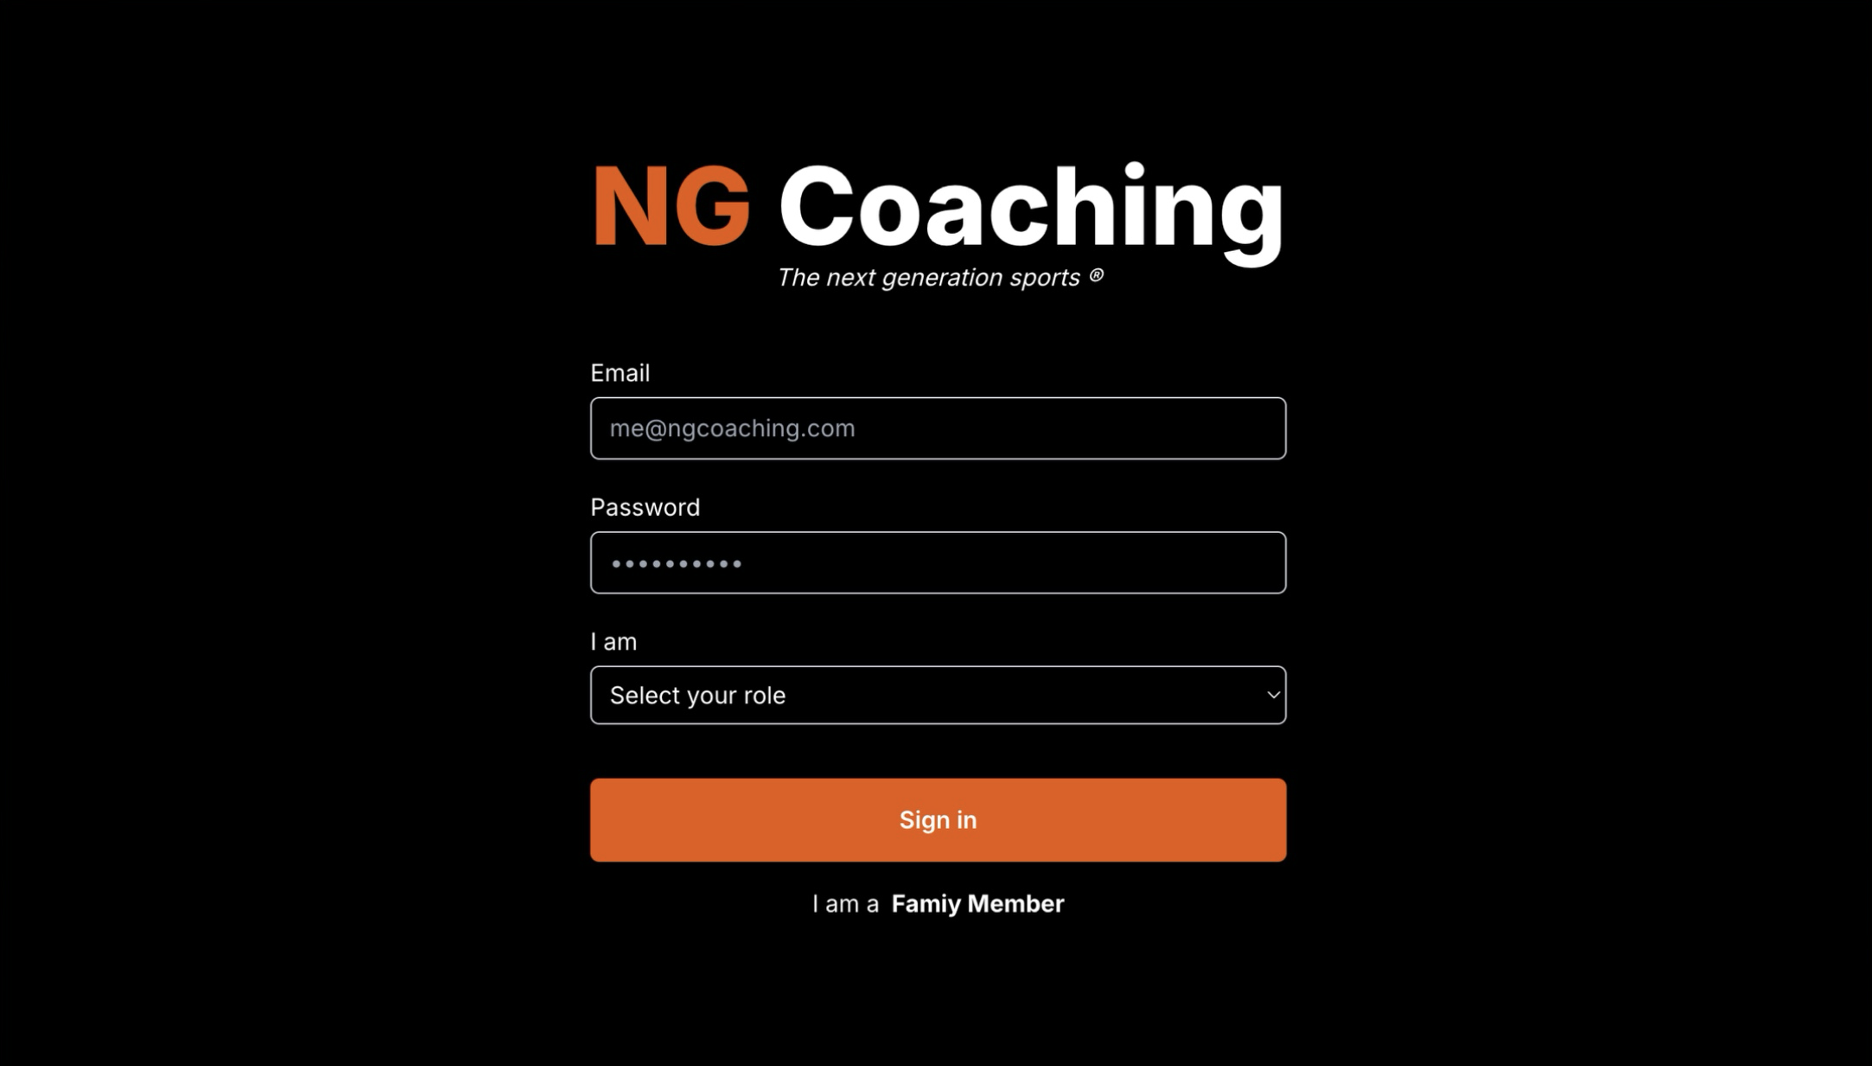 NG Coaching
The next generation sports ®
Email
me@ngcoaching.com
Password
••••••••••
I am
Select your role
Sign in
I am a Famiy Member